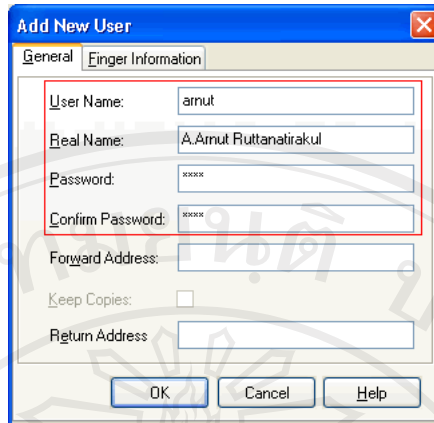 Add New User
General Finger Information
User Name: arnut
Real Name: A.Arnut Ruttanatirakul
Password: ****
Confirm Password: ****
Forward Address:
Keep Copies:
Return Address
OK Cancel Help